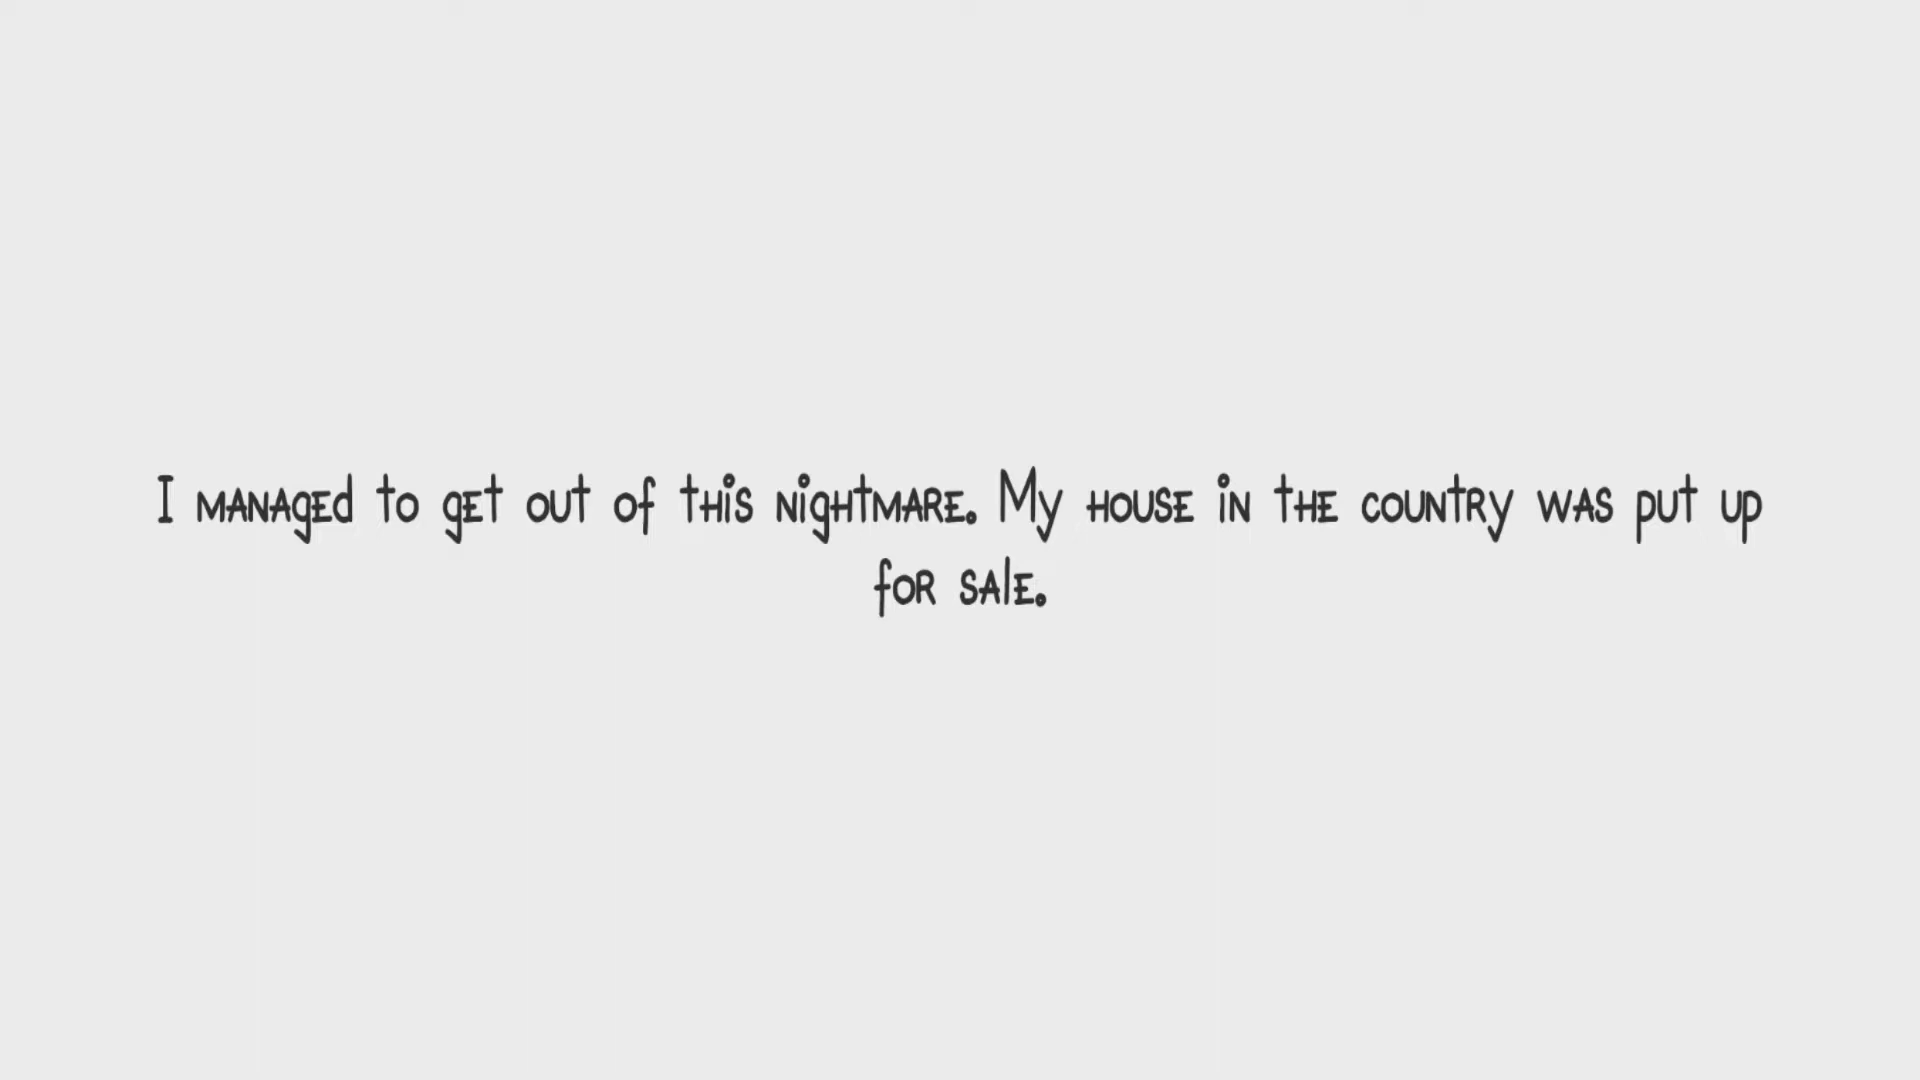 I managed to get out of this nightmare. My house in the country was put up
for sale.